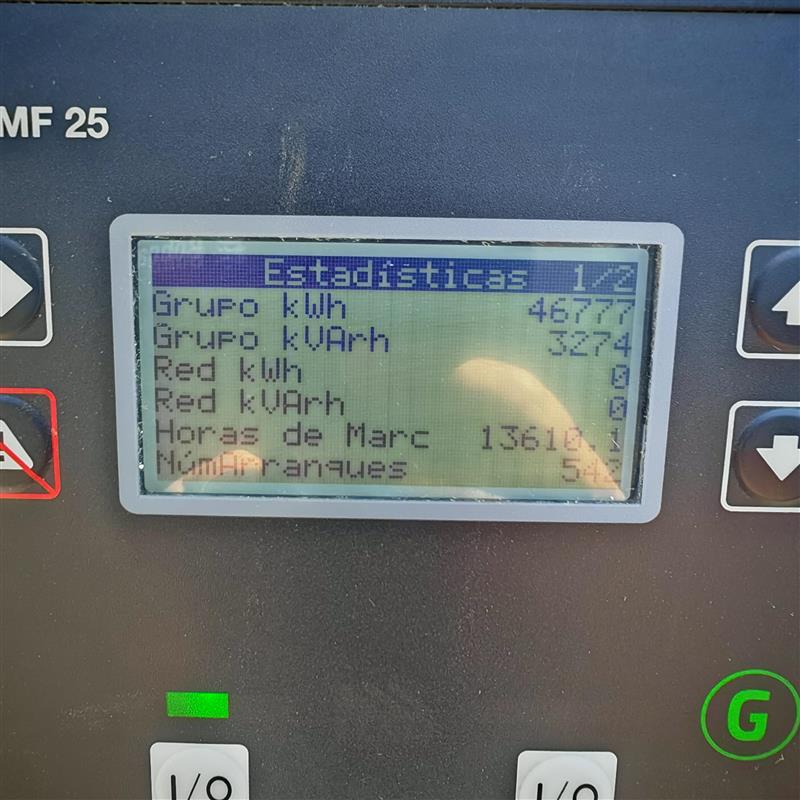 MF 25
Estadísticas 1/2
Grupo kWh 46777
Grupo kVArh 3274
Red kWh 0
Red kVArh 0
Horas de Marc 13610.1
NúmArranques 542
G
I/O I/O